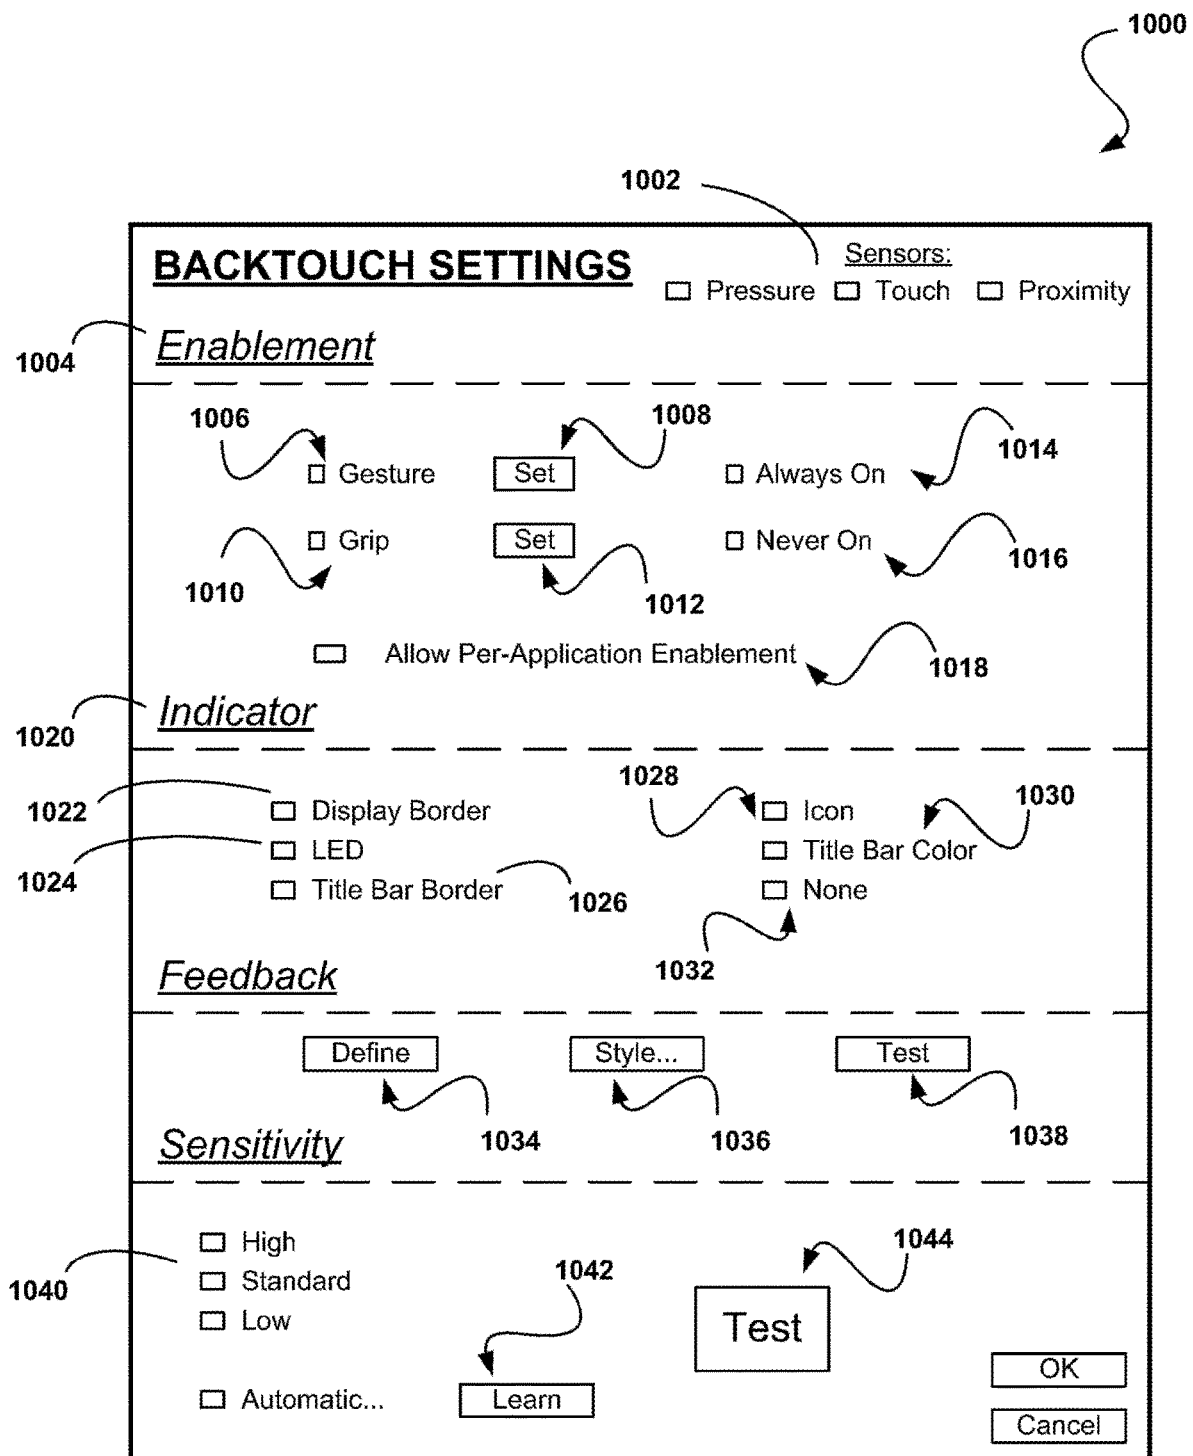 1000
1002
BACKTOUCH SETTINGS
Sensors:
Pressure Touch Proximity
1004
Enablement
1006
1008
1014
Gesture Set Always On
Grip Set Never On
1010
1012
1016
Allow Per-Application Enablement
1018
1020
Indicator
1028
1030
1022
Display Border Icon
1024
LED Title Bar Color
Title Bar Border None
1026
1032
Feedback
Define Style... Test
1034
1036
1038
Sensitivity
1040
High
Standard
Low
1042
1044
Test
Automatic... Learn
OK
Cancel